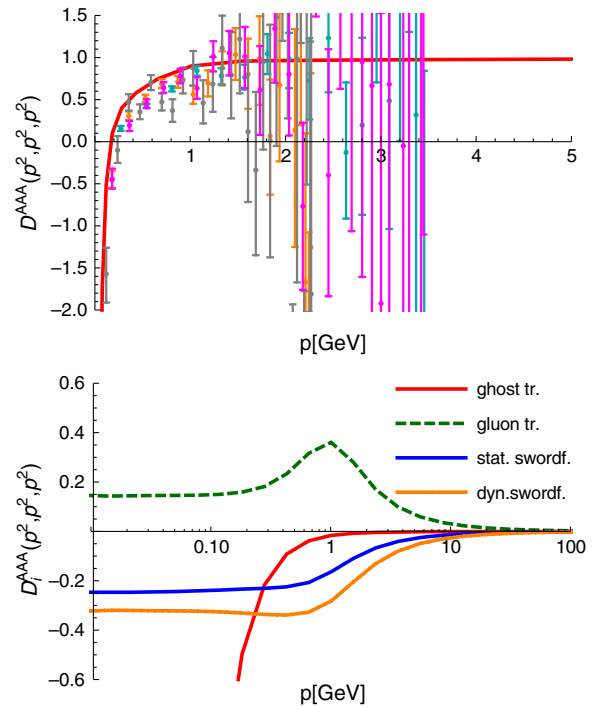 1.5
1.0
0.5
0.0
−0.5
−1.0
−1.5
−2.0
1 2 3 4 5
D^AAA(p²,p²,p²)
p[GeV]
0.6
0.4
0.2
−0.2
−0.4
−0.6
0.10 1 10 100
D_i^AAA(p²,p²,p²)
p[GeV]
ghost tr.
gluon tr.
stat. swordf.
dyn.swordf.